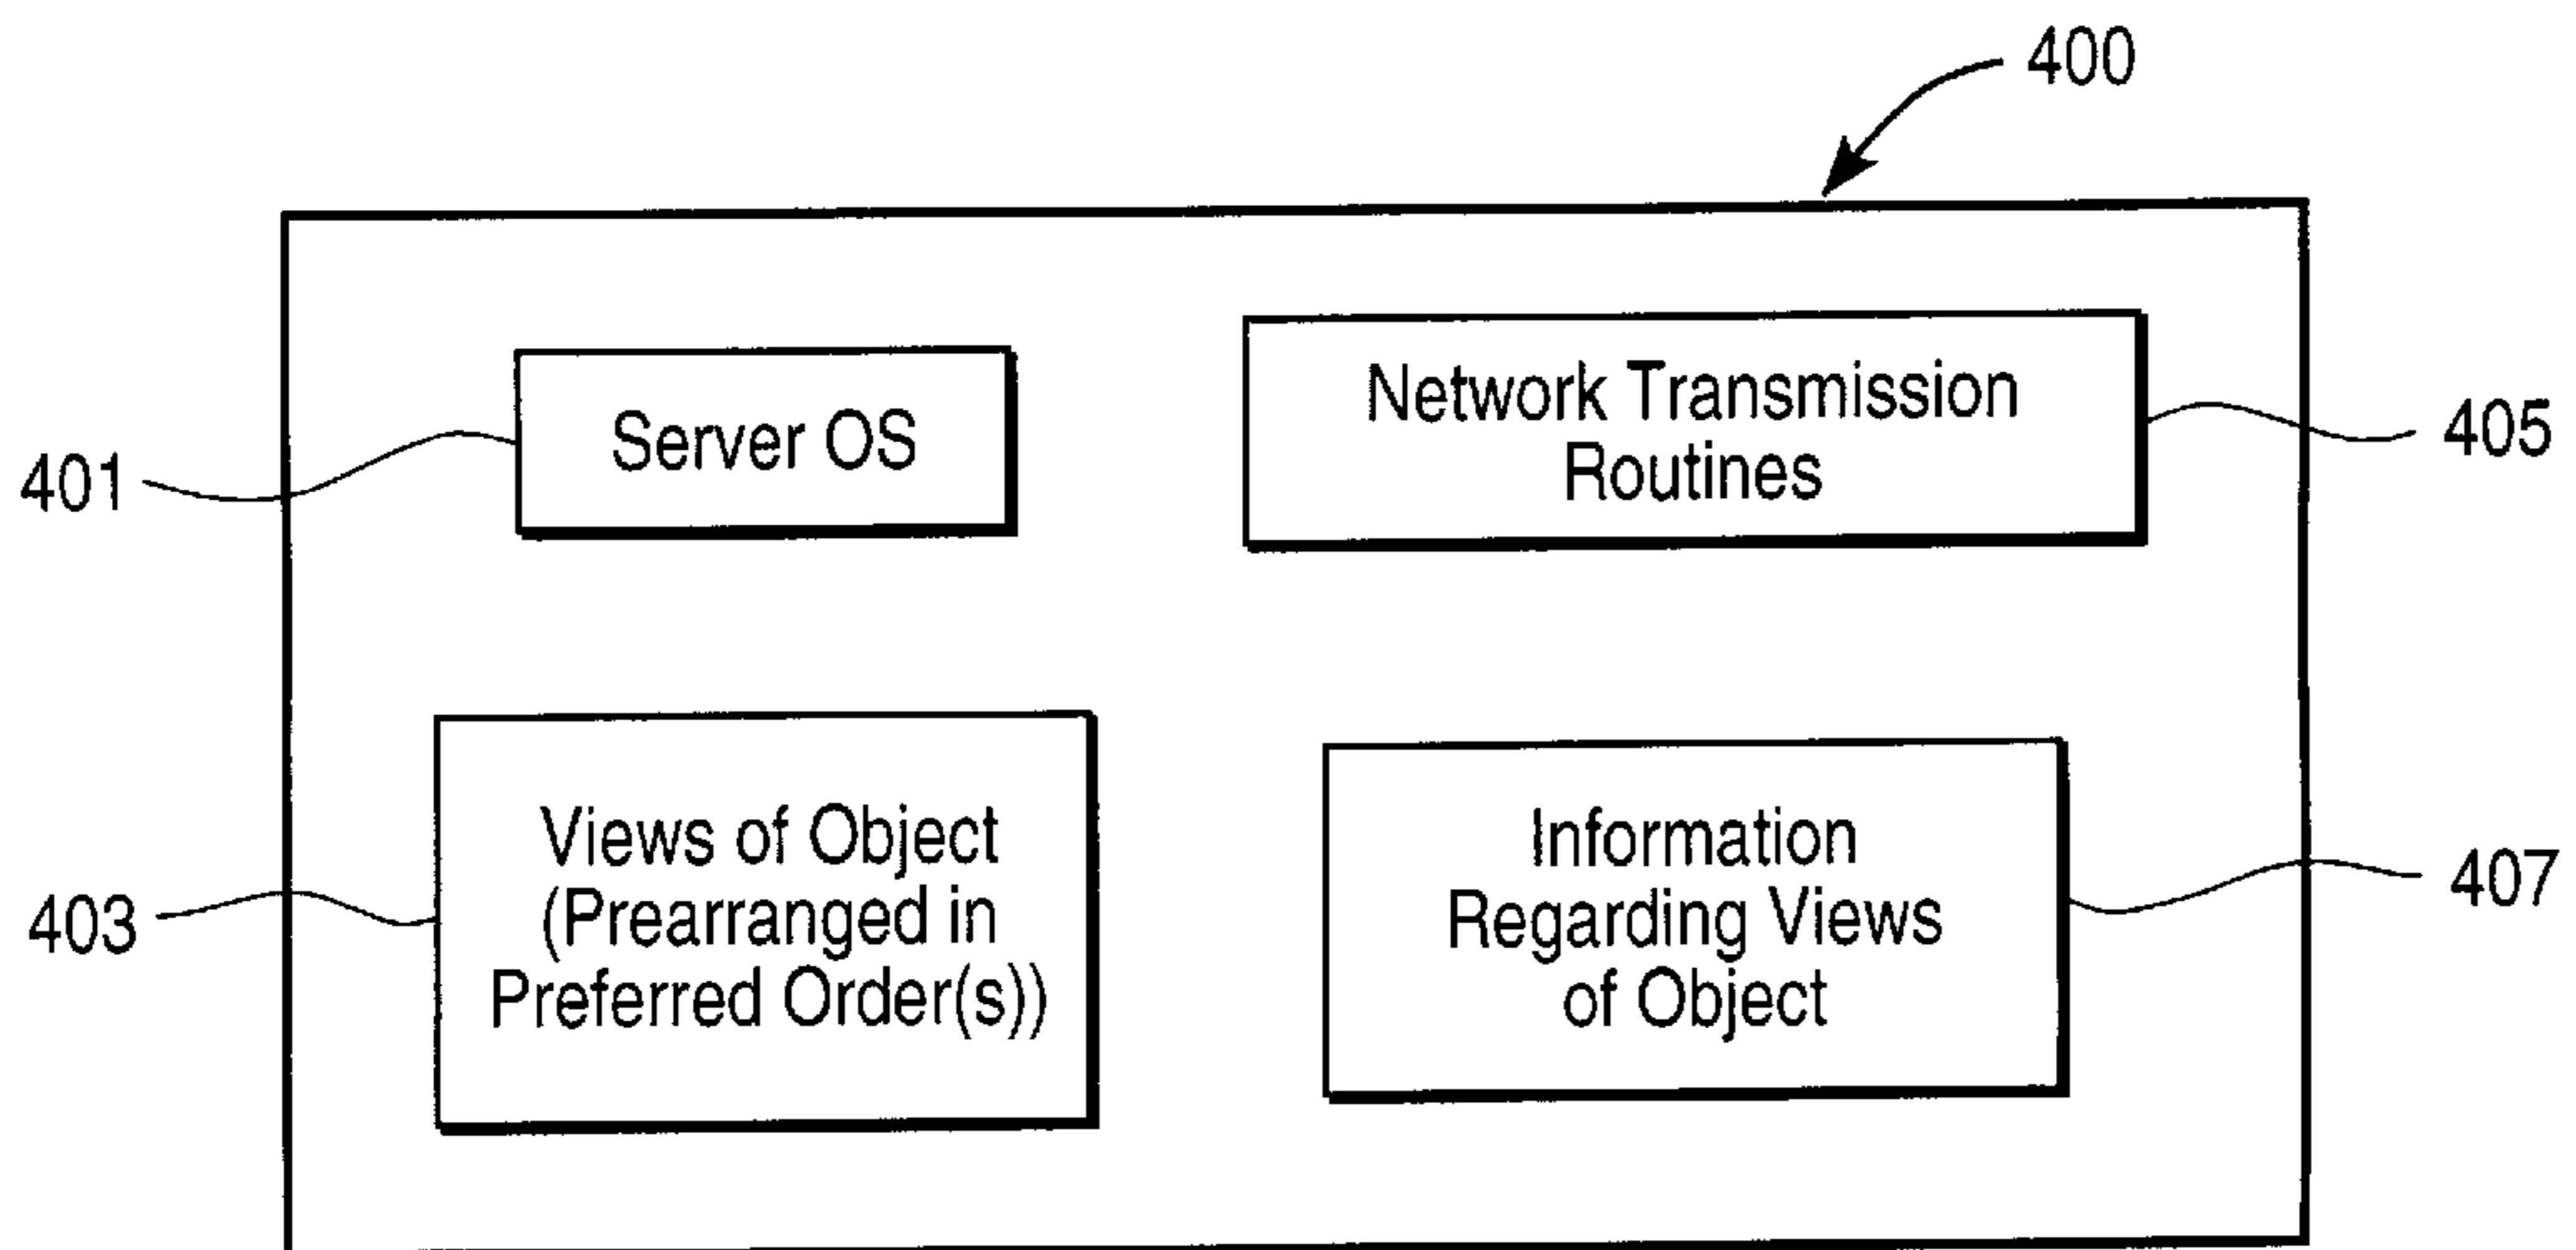 400
Server OS
401
Network Transmission
Routines
405
Views of Object
(Prearranged in
Preferred Order(s))
403
Information
Regarding Views
of Object
407